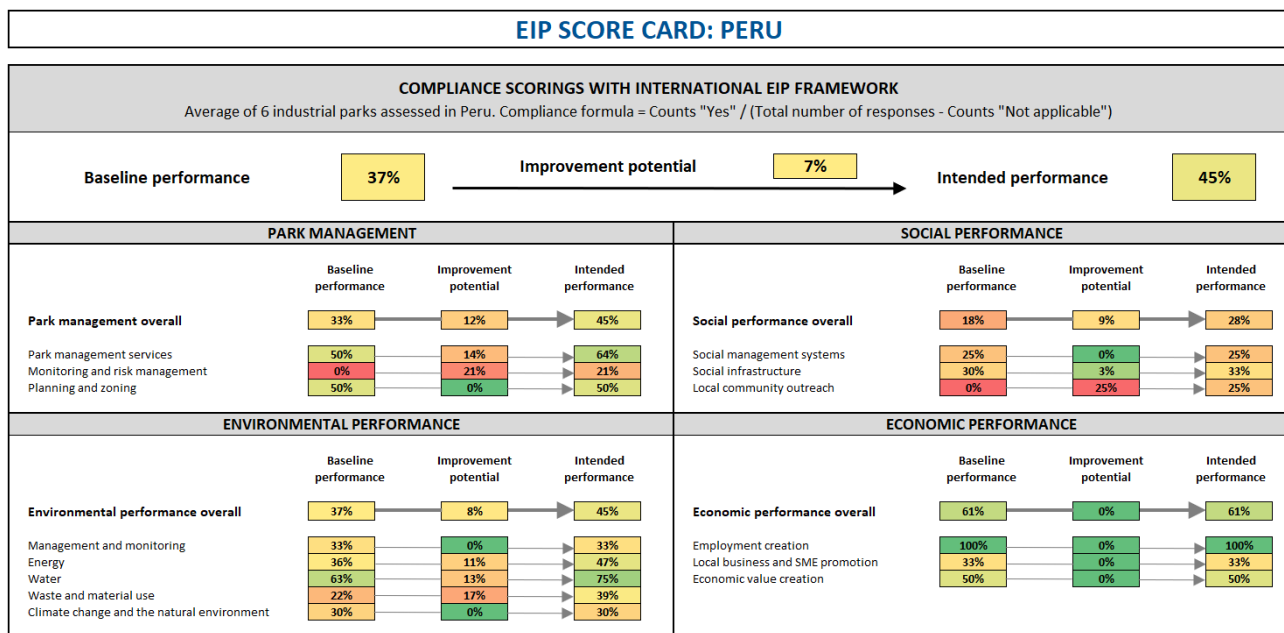 EIP SCORE CARD: PERU
COMPLIANCE SCORINGS WITH INTERNATIONAL EIP FRAMEWORK
Average of 6 industrial parks assessed in Peru. Compliance formula = Counts "Yes" / (Total number of responses - Counts "Not applicable")
Baseline performance 37% Improvement potential 7% Intended performance 45%
PARK MANAGEMENT
Baseline performance Improvement potential Intended performance
Park management overall 33% 12% 45%
Park management services 50% 14% 64%
Monitoring and risk management 0% 21% 21%
Planning and zoning 50% 0% 50%
SOCIAL PERFORMANCE
Baseline performance Improvement potential Intended performance
Social performance overall 18% 9% 28%
Social management systems 25% 0% 25%
Social infrastructure 30% 3% 33%
Local community outreach 0% 25% 25%
ENVIRONMENTAL PERFORMANCE
Baseline performance Improvement potential Intended performance
Environmental performance overall 37% 8% 45%
Management and monitoring 33% 0% 33%
Energy 36% 11% 47%
Water 63% 13% 75%
Waste and material use 22% 17% 39%
Climate change and the natural environment 30% 0% 30%
ECONOMIC PERFORMANCE
Baseline performance Improvement potential Intended performance
Economic performance overall 61% 0% 61%
Employment creation 100% 0% 100%
Local business and SME promotion 33% 0% 33%
Economic value creation 50% 0% 50%